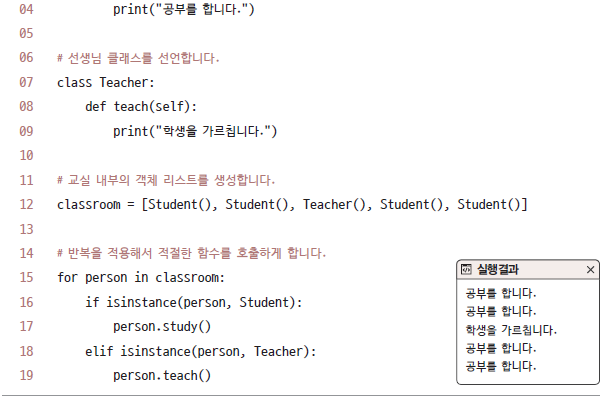 04 print("공부를 합니다.")
05
06 # 선생님 클래스를 선언합니다.
07 class Teacher:
08 def teach(self):
09 print("학생을 가르칩니다.")
10
11 # 교실 내부의 객체 리스트를 생성합니다.
12 classroom = [Student(), Student(), Teacher(), Student(), Student()]
13
14 # 반복을 적용해서 적절한 함수를 호출하게 합니다.
15 for person in classroom:
16 if isinstance(person, Student):
17 person.study()
18 elif isinstance(person, Teacher):
19 person.teach()
실행결과
공부를 합니다.
공부를 합니다.
학생을 가르칩니다.
공부를 합니다.
공부를 합니다.